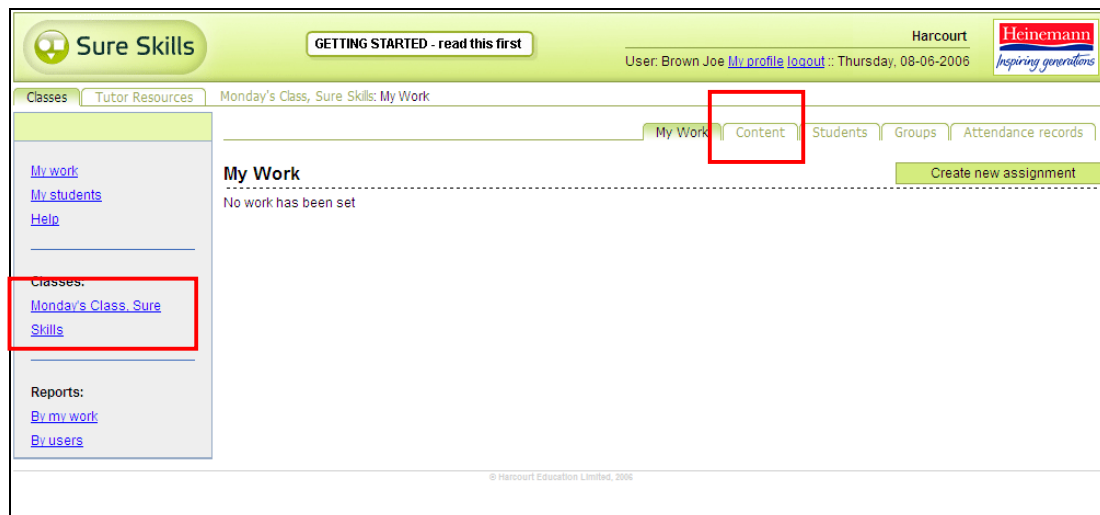 Sure Skills
GETTING STARTED - read this first
Harcourt
User: Brown Joe My profile logout :: Thursday, 08-06-2006
Heinemann
Inspiring generations
Classes
Tutor Resources
Monday's Class, Sure Skills: My Work
My Work
Content
Students
Groups
Attendance records
My work
My students
Help
Classes:
Monday's Class, Sure
Skills
Reports:
By my work
By users
My Work
Create new assignment
No work has been set
© Harcourt Education Limited, 2006